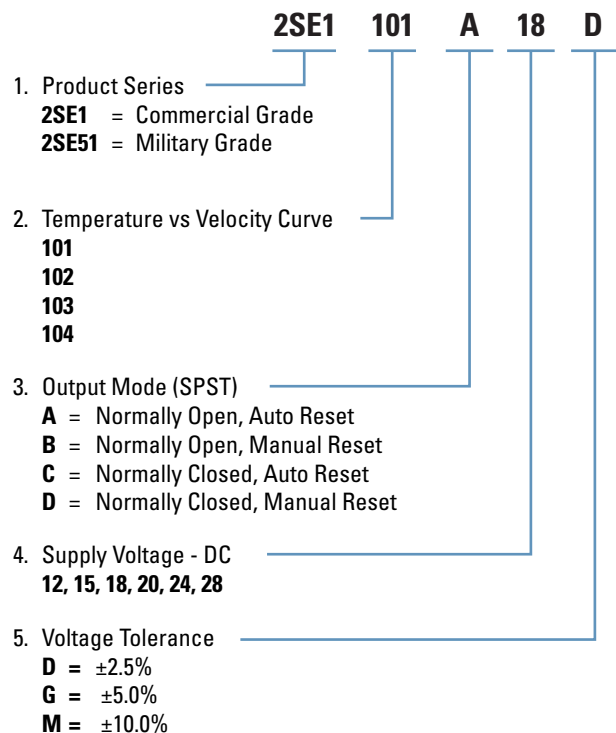 2SE1 101 A 18 D
1. Product Series
2SE1 = Commercial Grade
2SE51 = Military Grade
2. Temperature vs Velocity Curve
101
102
103
104
3. Output Mode (SPST)
A = Normally Open, Auto Reset
B = Normally Open, Manual Reset
C = Normally Closed, Auto Reset
D = Normally Closed, Manual Reset
4. Supply Voltage - DC
12, 15, 18, 20, 24, 28
5. Voltage Tolerance
D = ±2.5%
G = ±5.0%
M = ±10.0%